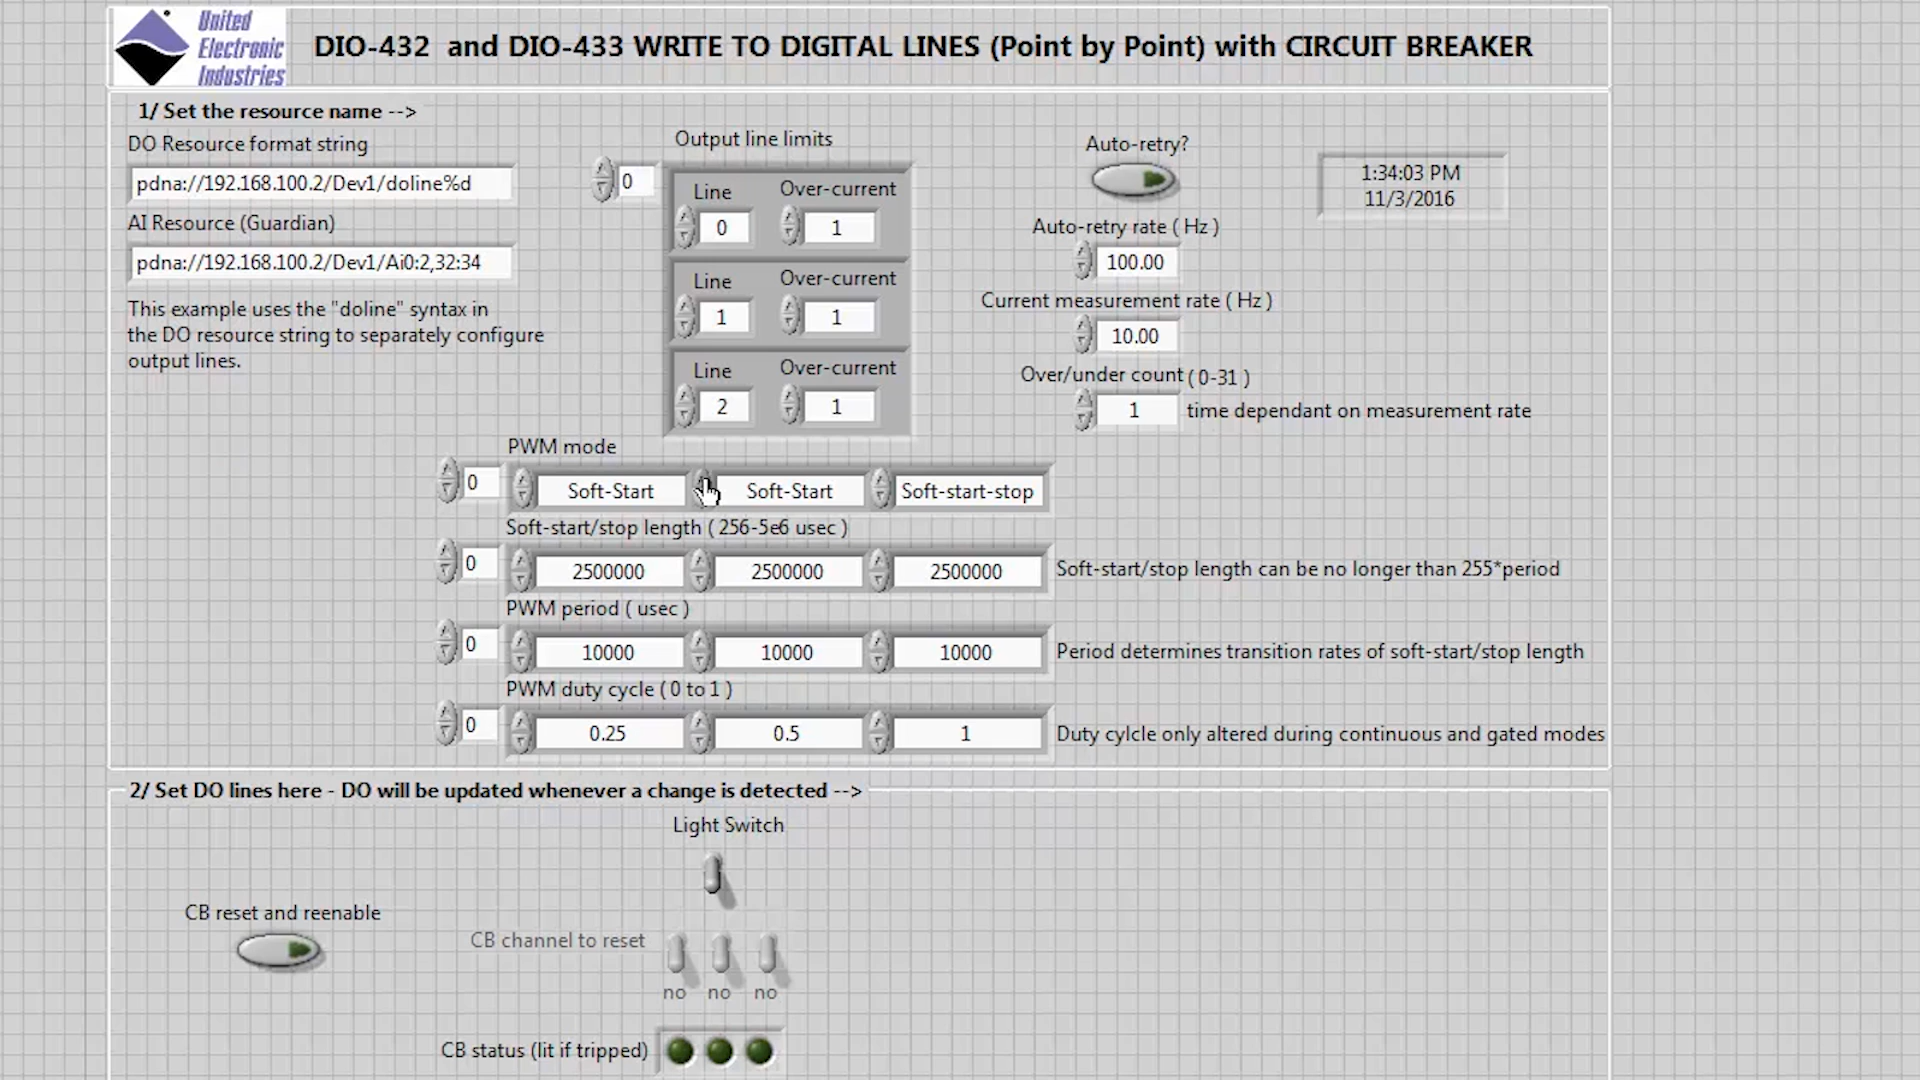 United
Electronic
Industries
DIO-432 and DIO-433 WRITE TO DIGITAL LINES (Point by Point) with CIRCUIT BREAKER
1/ Set the resource name -->
DO Resource format string
pdna://192.168.100.2/Dev1/doline%d
AI Resource (Guardian)
pdna://192.168.100.2/Dev1/Ai0:2,32:34
This example uses the "doline" syntax in
the DO resource string to separately configure
output lines.
Output line limits
0
Line Over-current
0 1
Line Over-current
1 1
Line Over-current
2 1
Auto-retry?
Auto-retry rate ( Hz )
100.00
Current measurement rate ( Hz )
10.00
Over/under count ( 0-31 )
1 time dependant on measurement rate
1:34:03 PM
11/3/2016
PWM mode
0 Soft-Start Soft-Start Soft-start-stop
Soft-start/stop length ( 256-5e6 usec )
0 2500000 2500000 2500000 Soft-start/stop length can be no longer than 255*period
PWM period ( usec )
0 10000 10000 10000 Period determines transition rates of soft-start/stop length
PWM duty cycle ( 0 to 1 )
0 0.25 0.5 1 Duty cylcle only altered during continuous and gated modes
2/ Set DO lines here - DO will be updated whenever a change is detected -->
Light Switch
CB reset and reenable
CB channel to reset
no no no
CB status (lit if tripped)